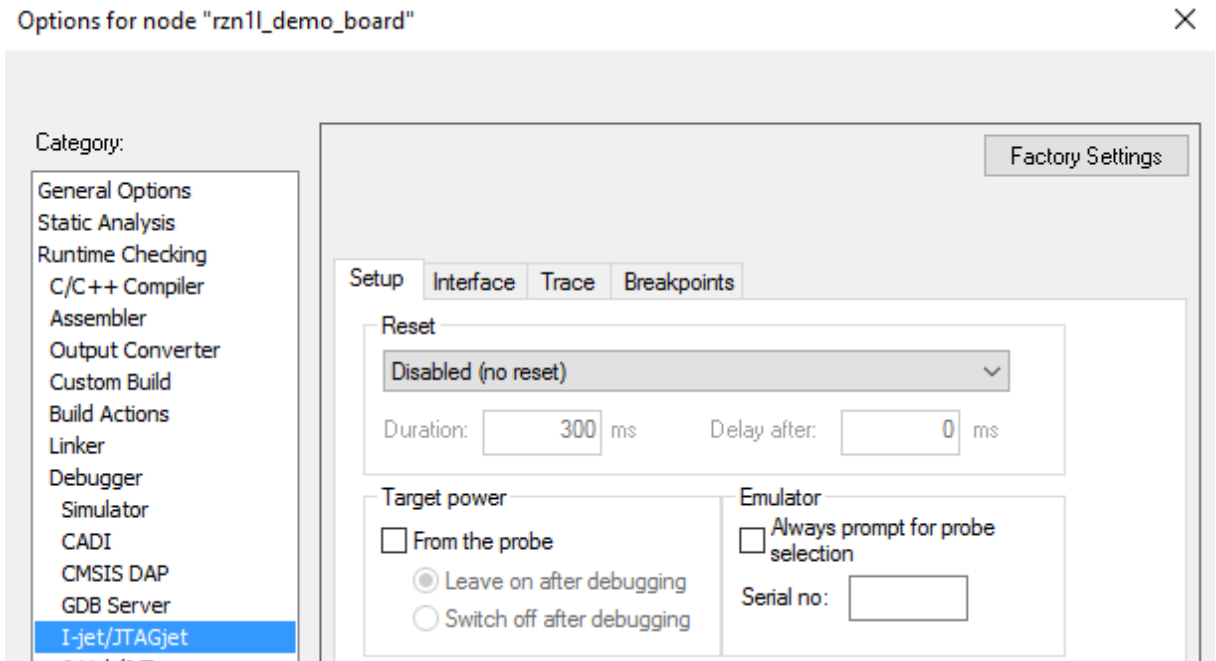 Options for node "rzn1l_demo_board"
Category:
Factory Settings
General Options
Static Analysis
Runtime Checking
C/C++ Compiler
Assembler
Output Converter
Custom Build
Build Actions
Linker
Debugger
Simulator
CADI
CMSIS DAP
GDB Server
I-jet/JTAGjet
Setup Interface Trace Breakpoints
Reset
Disabled (no reset)
Duration: 300 ms Delay after: 0 ms
Target power
From the probe
Leave on after debugging
Switch off after debugging
Emulator
Always prompt for probe
selection
Serial no: